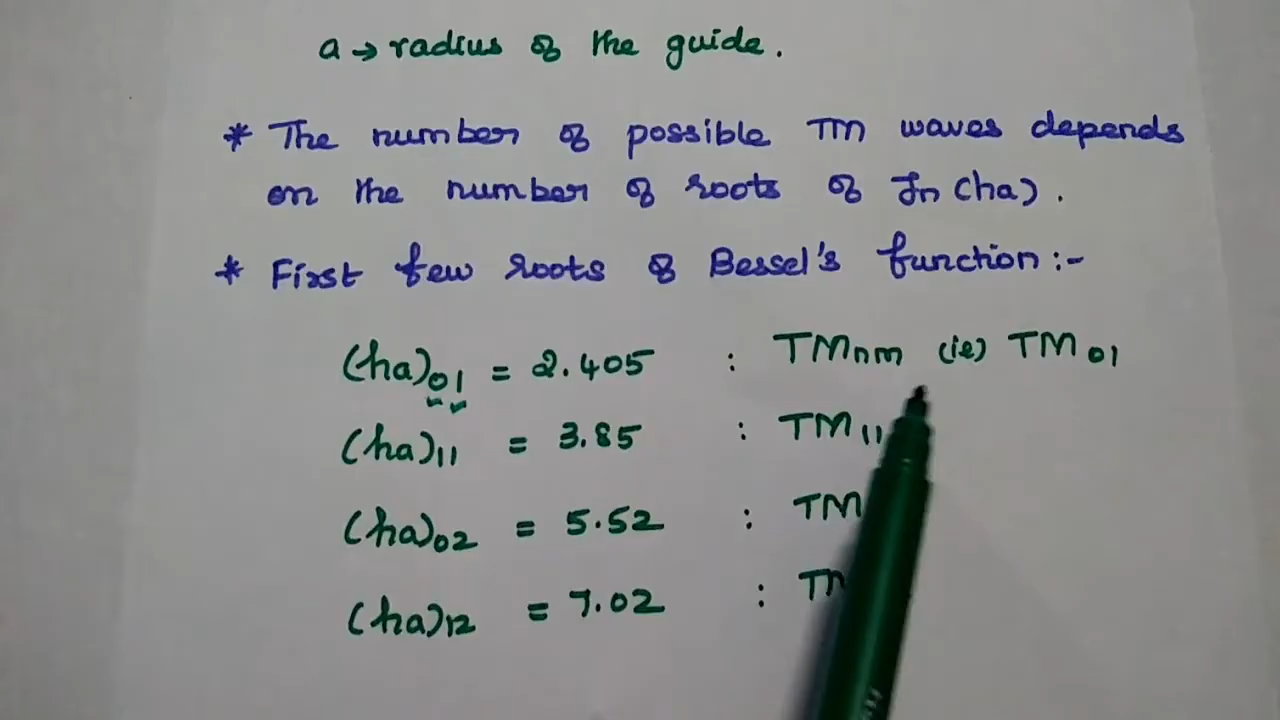 a → radius of the guide.
* The number of possible TM waves depends
on the number of roots of Jn (ha) .
* First few roots of Bessel's function :-
(ha)01 = 2.405 : TMnm (ie) TM01
(ha)11 = 3.85 : TM11
(ha)02 = 5.52 : TM
(ha)12 = 7.02 : TM